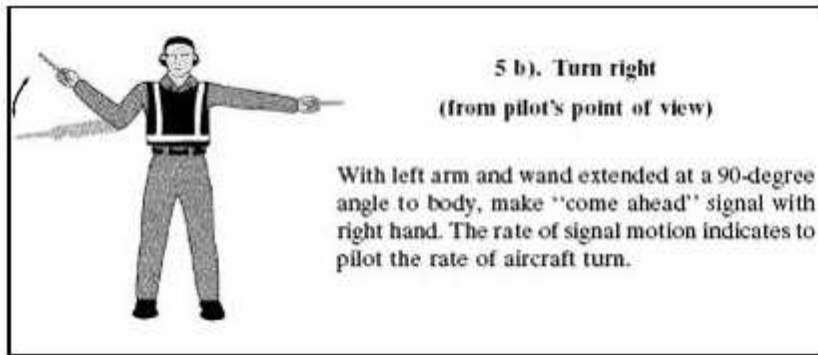 5 b). Turn right
(from pilot's point of view)
With left arm and wand extended at a 90-degree
angle to body, make "come ahead" signal with
right hand. The rate of signal motion indicates to
pilot the rate of aircraft turn.